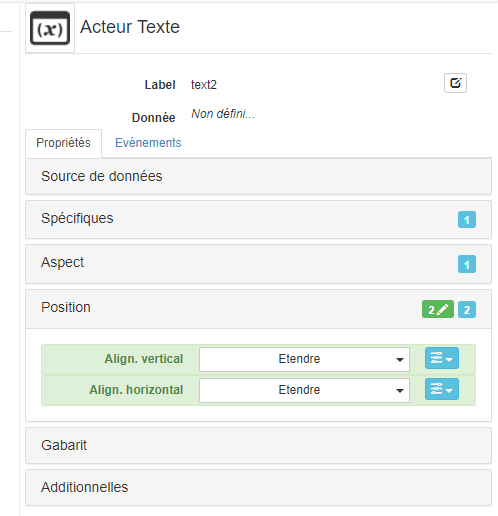 (x) Acteur Texte
Label text2
Donnée Non défini...
Propriétés Evénements
Source de données
Spécifiques 1
Aspect 1
Position 2 2
Align. vertical Etendre
Align. horizontal Etendre
Gabarit
Additionnelles